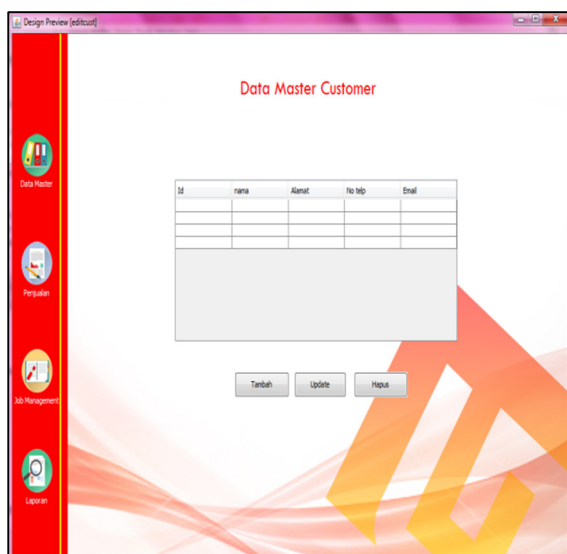 Design Preview [editcust]
Data Master Customer
Data Master
Penjualan
Job Management
Laporan
Id nama Alamat No telp Email
Tambah Update Hapus